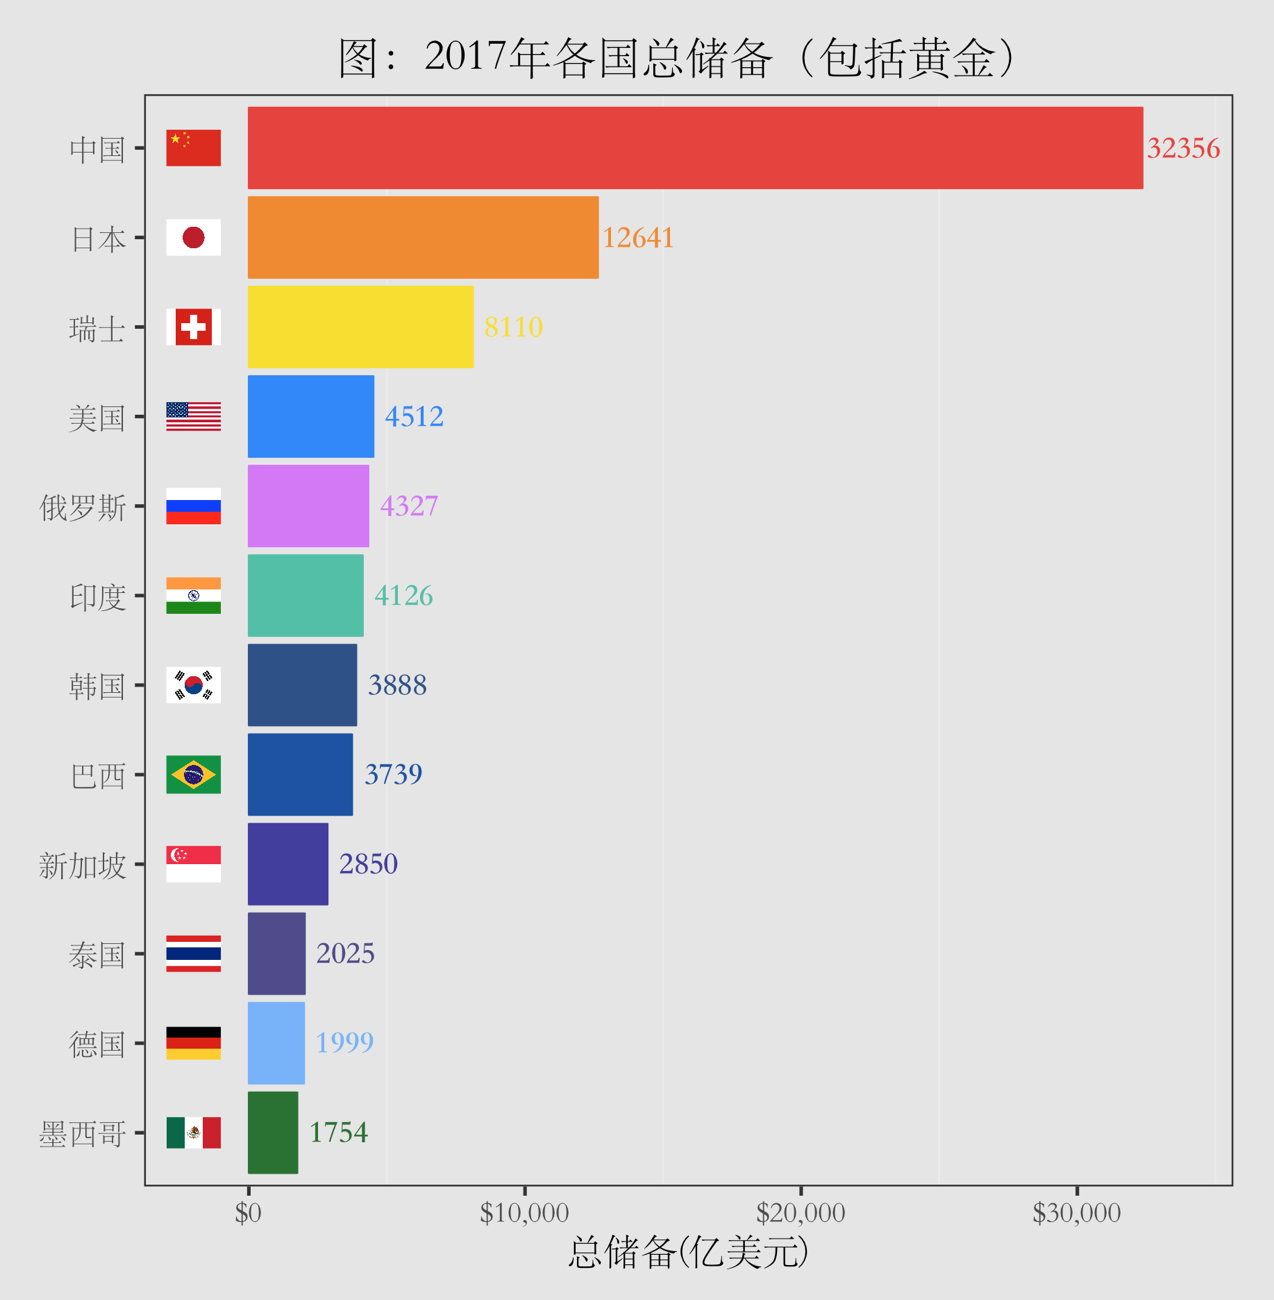 图：2017年各国总储备（包括黄金）
中国 32356
日本 12641
瑞士 8110
美国 4512
俄罗斯 4327
印度 4126
韩国 3888
巴西 3739
新加坡 2850
泰国 2025
德国 1999
墨西哥 1754
$0 $10,000 $20,000 $30,000
总储备(亿美元)